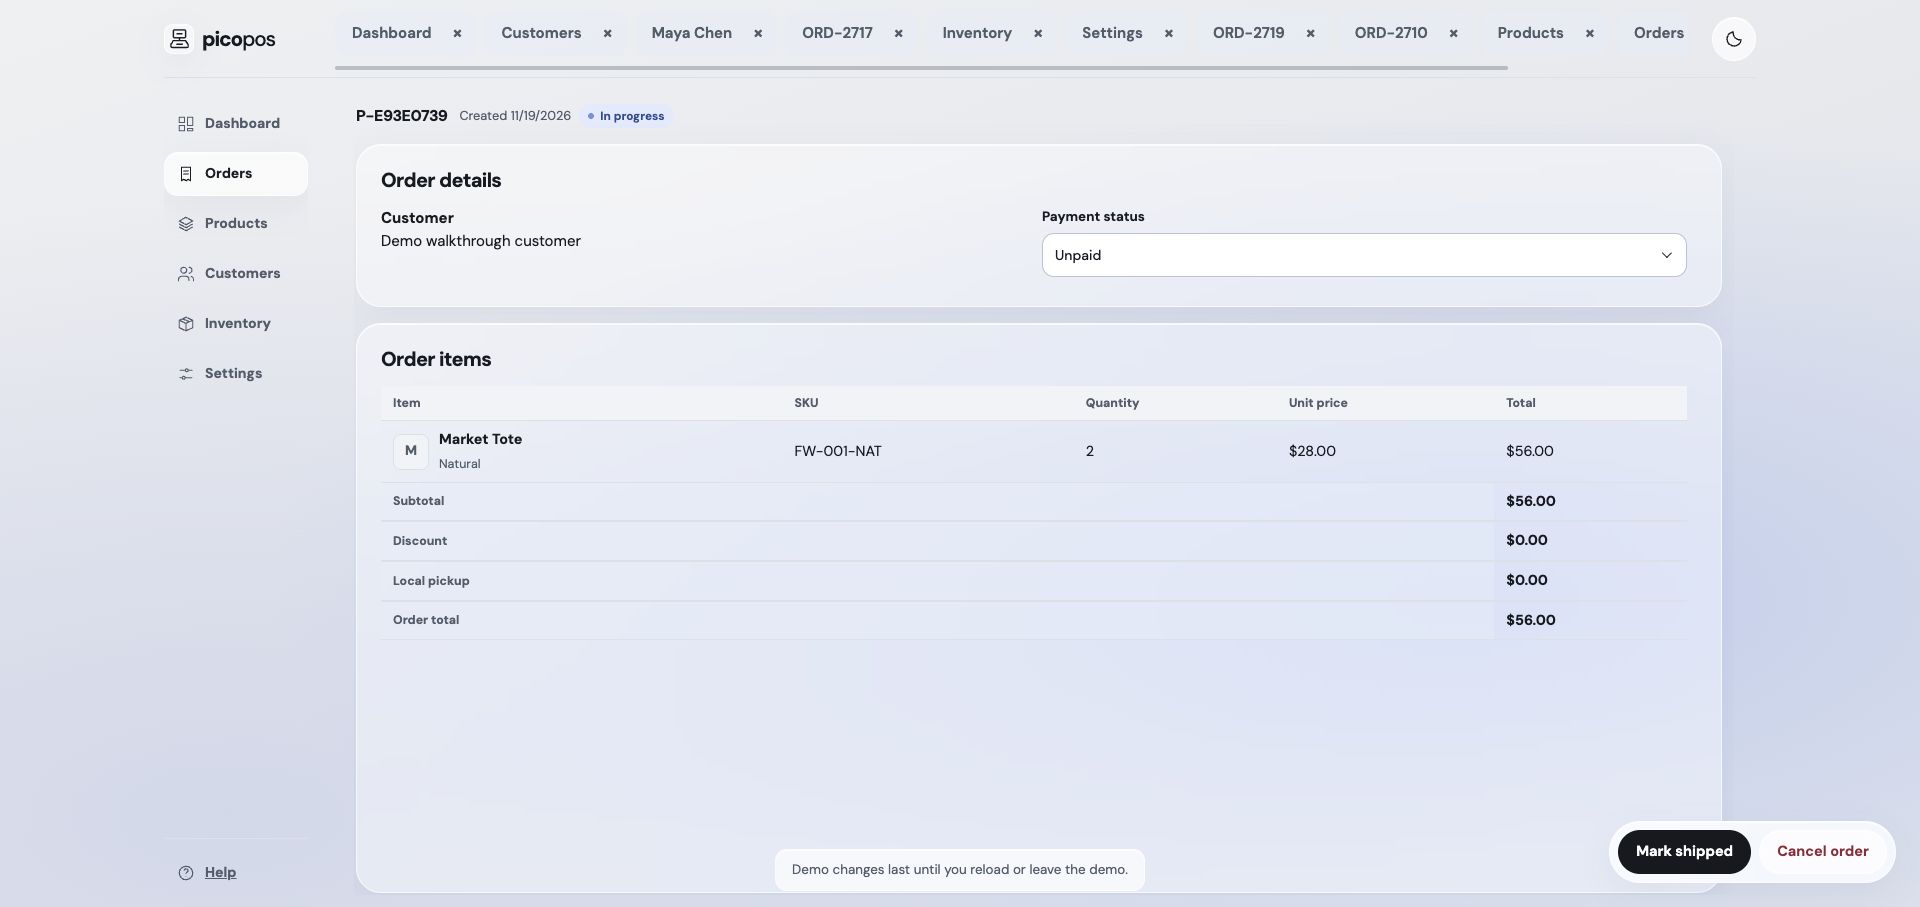 picopos
Dashboard × Customers × Maya Chen × ORD-2717 × Inventory × Settings × ORD-2719 × ORD-2710 × Products × Orders
Dashboard
Orders
Products
Customers
Inventory
Settings
Help
P-E93E0739 Created 11/19/2026 In progress
Order details
Customer
Demo walkthrough customer
Payment status
Unpaid
Order items
Item SKU Quantity Unit price Total
M Market Tote FW-001-NAT 2 $28.00 $56.00
Natural
Subtotal $56.00
Discount $0.00
Local pickup $0.00
Order total $56.00
Demo changes last until you reload or leave the demo.
Mark shipped Cancel order